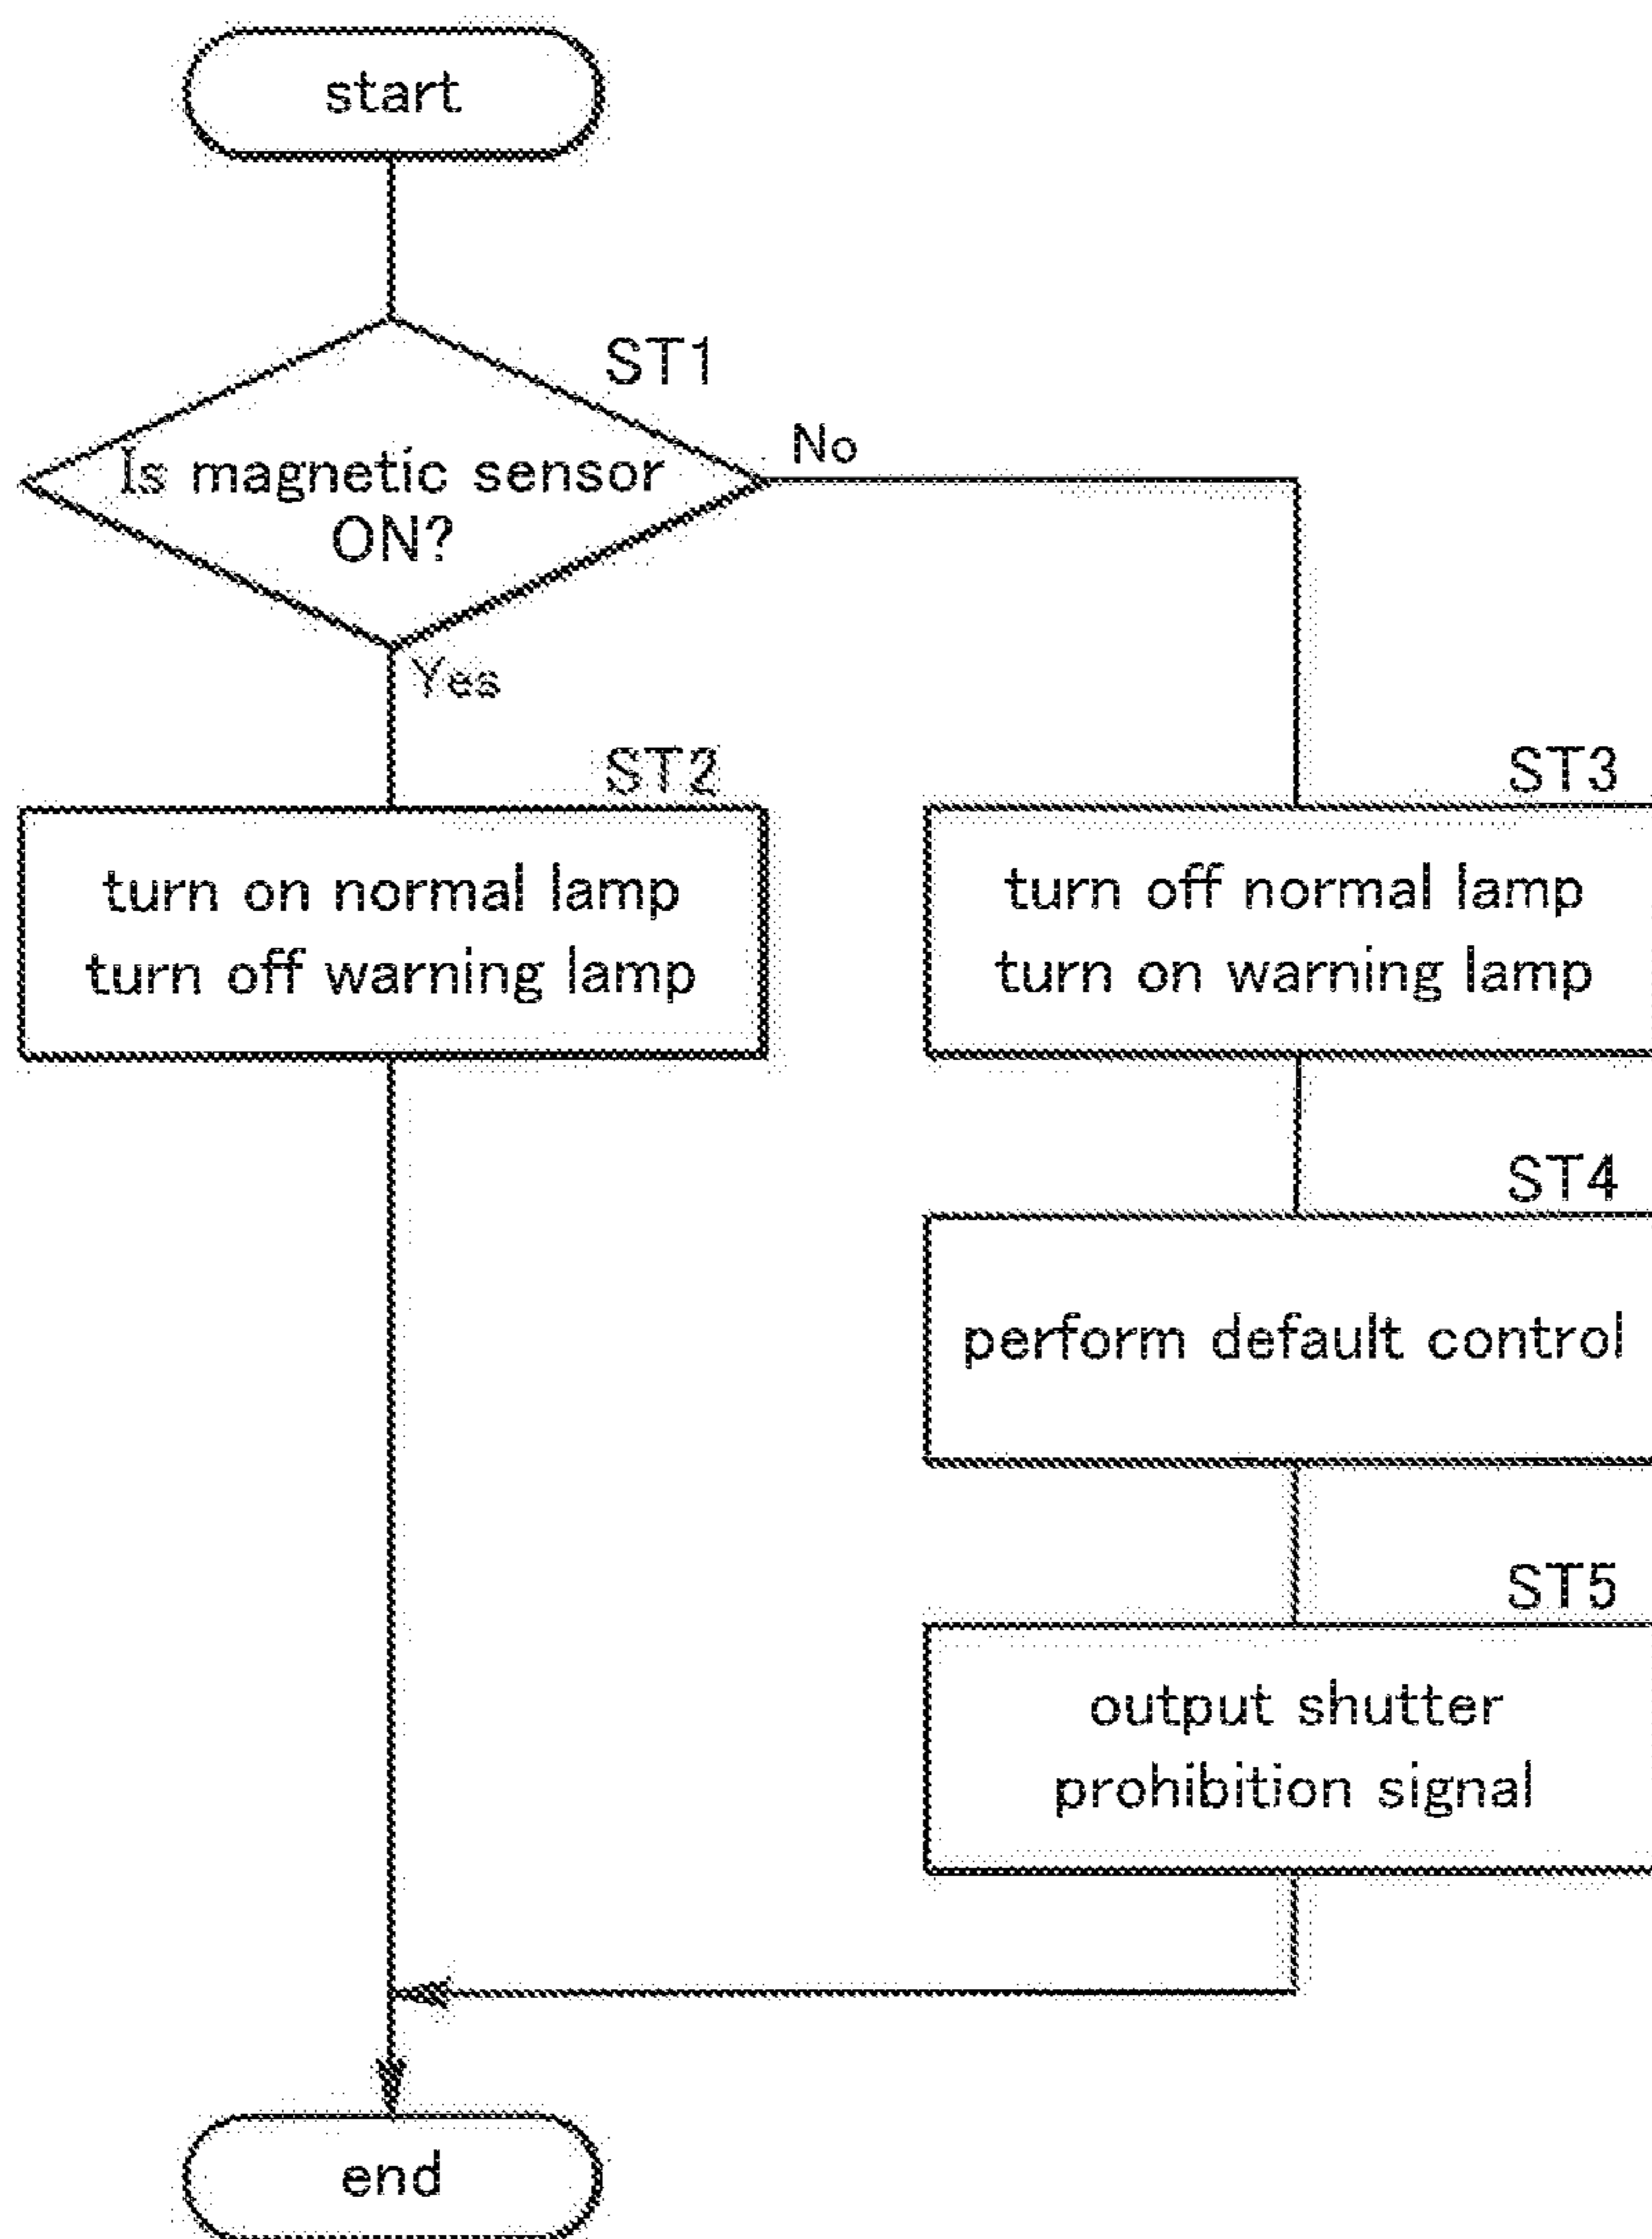 start
ST1
Is magnetic sensor
ON?
No
Yes
ST2
turn on normal lamp
turn off warning lamp
ST3
turn off normal lamp
turn on warning lamp
ST4
perform default control
ST5
output shutter
prohibition signal
end